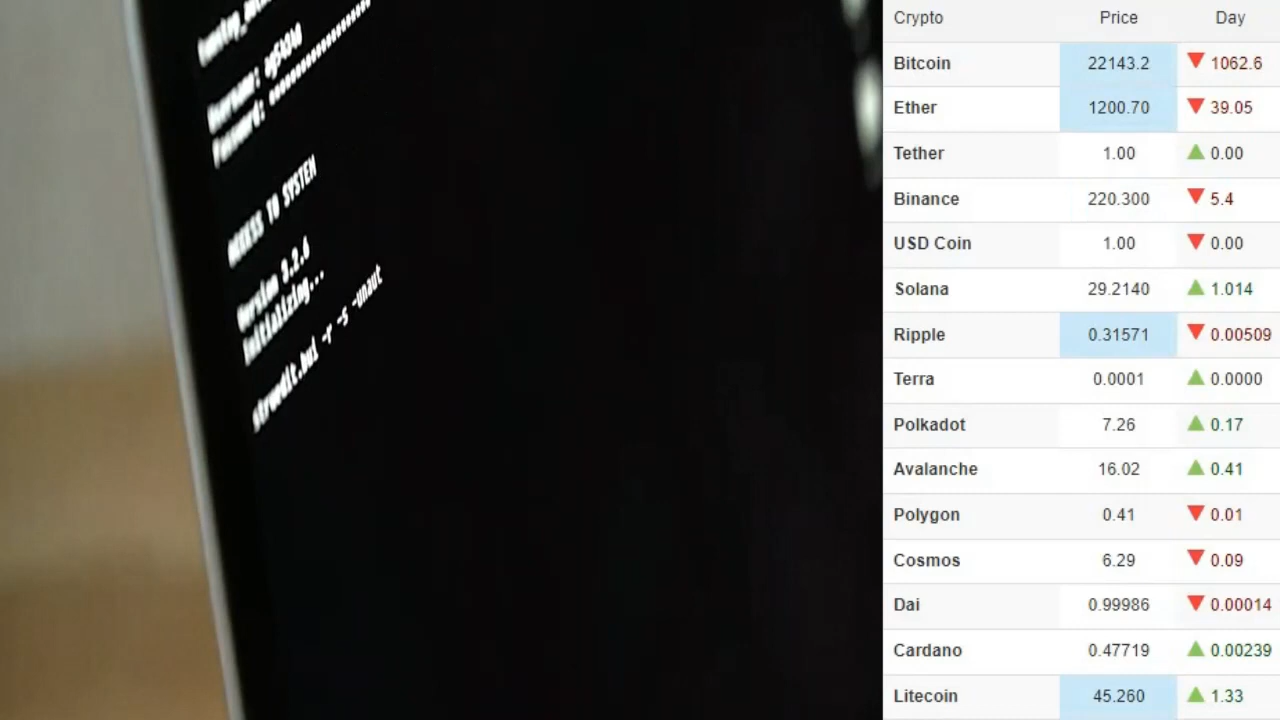 Username:
Password: 
ACCESS TO SYSTEM
Version 3.2.6
Initializing...
-r -s -unaut
Crypto Price Day
Bitcoin 22143.2 ▼ 1062.6
Ether 1200.70 ▼ 39.05
Tether 1.00 ▲ 0.00
Binance 220.300 ▼ 5.4
USD Coin 1.00 ▼ 0.00
Solana 29.2140 ▲ 1.014
Ripple 0.31571 ▼ 0.00509
Terra 0.0001 ▲ 0.0000
Polkadot 7.26 ▲ 0.17
Avalanche 16.02 ▲ 0.41
Polygon 0.41 ▼ 0.01
Cosmos 6.29 ▼ 0.09
Dai 0.99986 ▼ 0.00014
Cardano 0.47719 ▲ 0.00239
Litecoin 45.260 ▲ 1.33